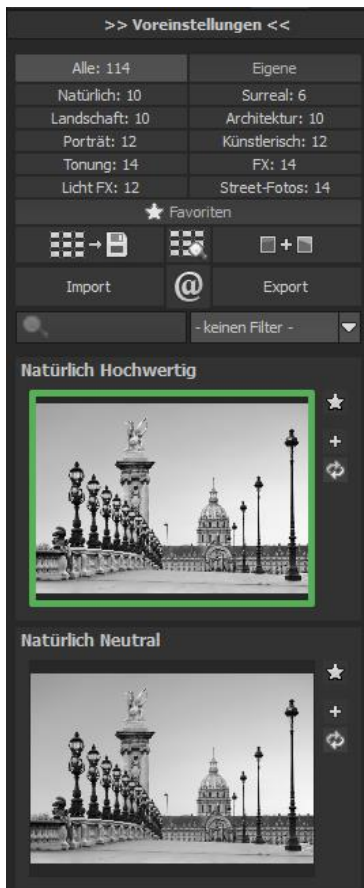 >> Voreinstellungen <<
Alle: 114 Eigene
Natürlich: 10 Surreal: 6
Landschaft: 10 Architektur: 10
Porträt: 12 Künstlerisch: 12
Tonung: 14 FX: 14
Licht FX: 12 Street-Fotos: 14
Favoriten
Import @ Export
- keinen Filter -
Natürlich Hochwertig
Natürlich Neutral